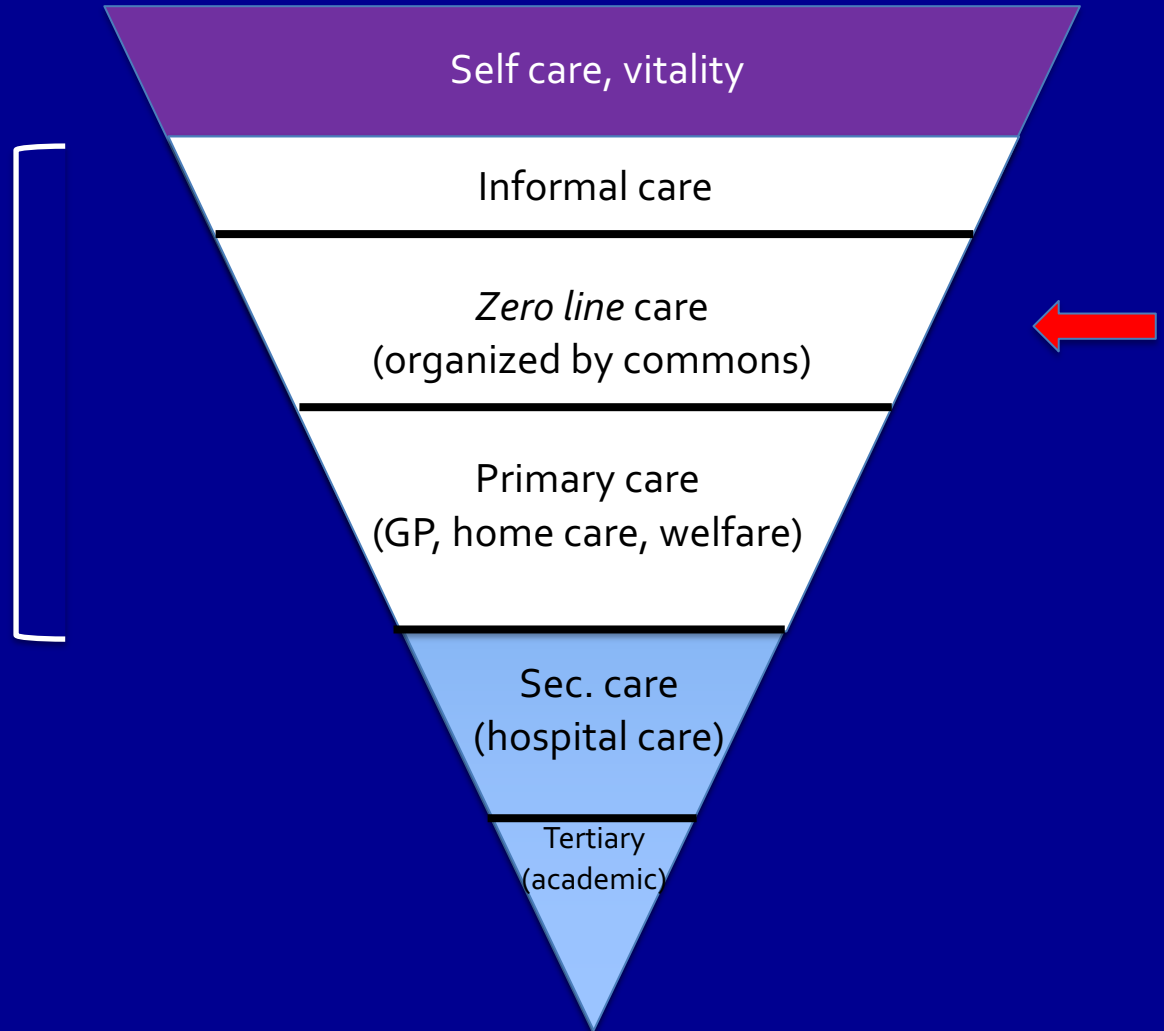 Self care, vitality
Informal care
Zero line care
(organized by commons)
Primary care
(GP, home care, welfare)
Sec. care
(hospital care)
Tertiary
(academic)